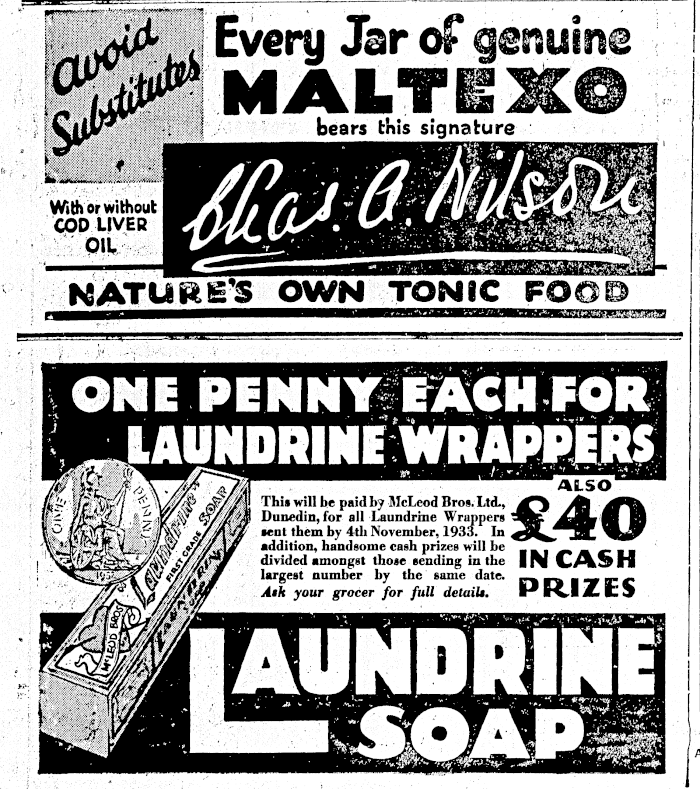 avoid
Substitutes
Every Jar of genuine
MALTEXO
bears this signature
Chas. A. Nilson
With or without
COD LIVER
OIL
NATURE'S OWN TONIC FOOD
ONE PENNY EACH FOR
LAUNDRINE WRAPPERS
ONE PENNY
This will be paid by McLeod Bros. Ltd.,
Dunedin, for all Laundrine Wrappers
sent them by 4th November, 1933. In
addition, handsome cash prizes will be
divided amongst those sending in the
largest number by the same date.
Ask your grocer for full details.
ALSO
£40
IN CASH
PRIZES
"Laundrine" SOAP
FIRST GRADE
McLEOD BROS
LAUNDRINE
LAUNDRINE
SOAP